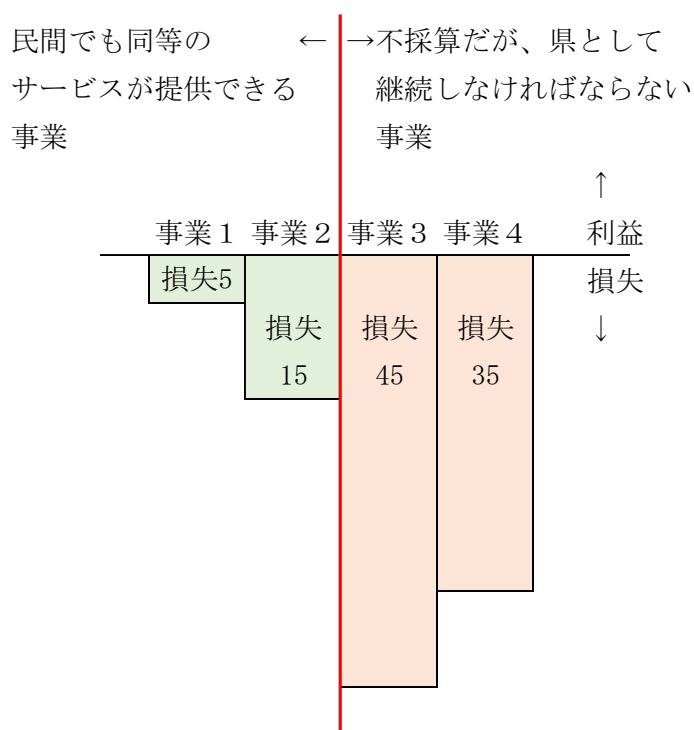 民間でも同等の ← →不採算だが、県として
サービスが提供できる 継続しなければならない
事業 事業
↑
事業１ 事業２ 事業３ 事業４ 利益
損失5 損失
損失 損失 損失 ↓
15 45 35